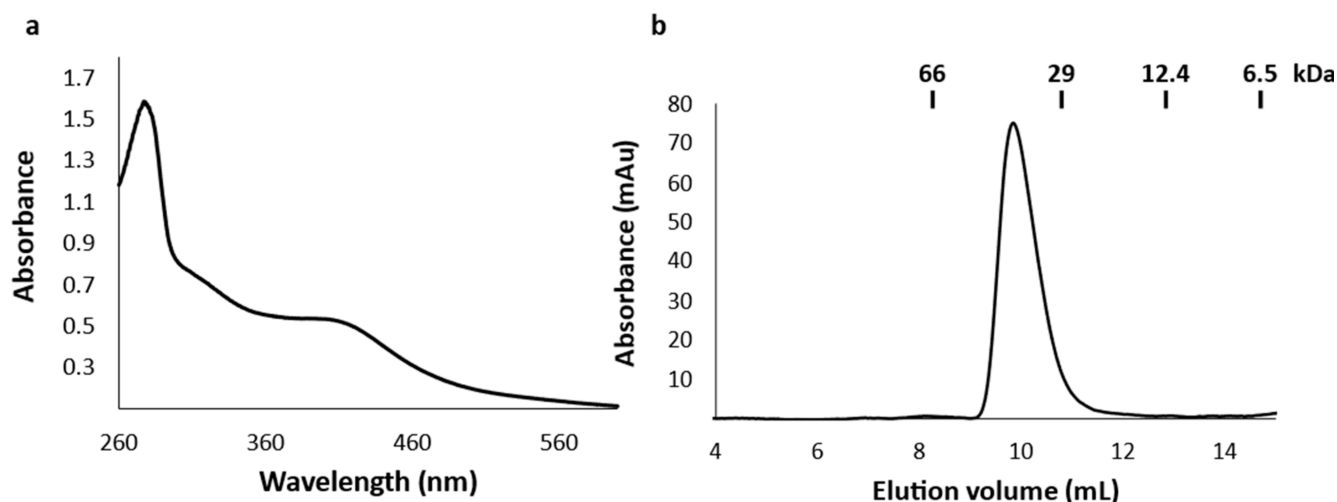 a
Absorbance
1.7
1.5
1.3
1.1
0.9
0.7
0.5
0.3
260 360 460 560
Wavelength (nm)
b
66 29 12.4 6.5 kDa
Absorbance (mAu)
80
70
60
50
40
30
20
10
4 6 8 10 12 14
Elution volume (mL)